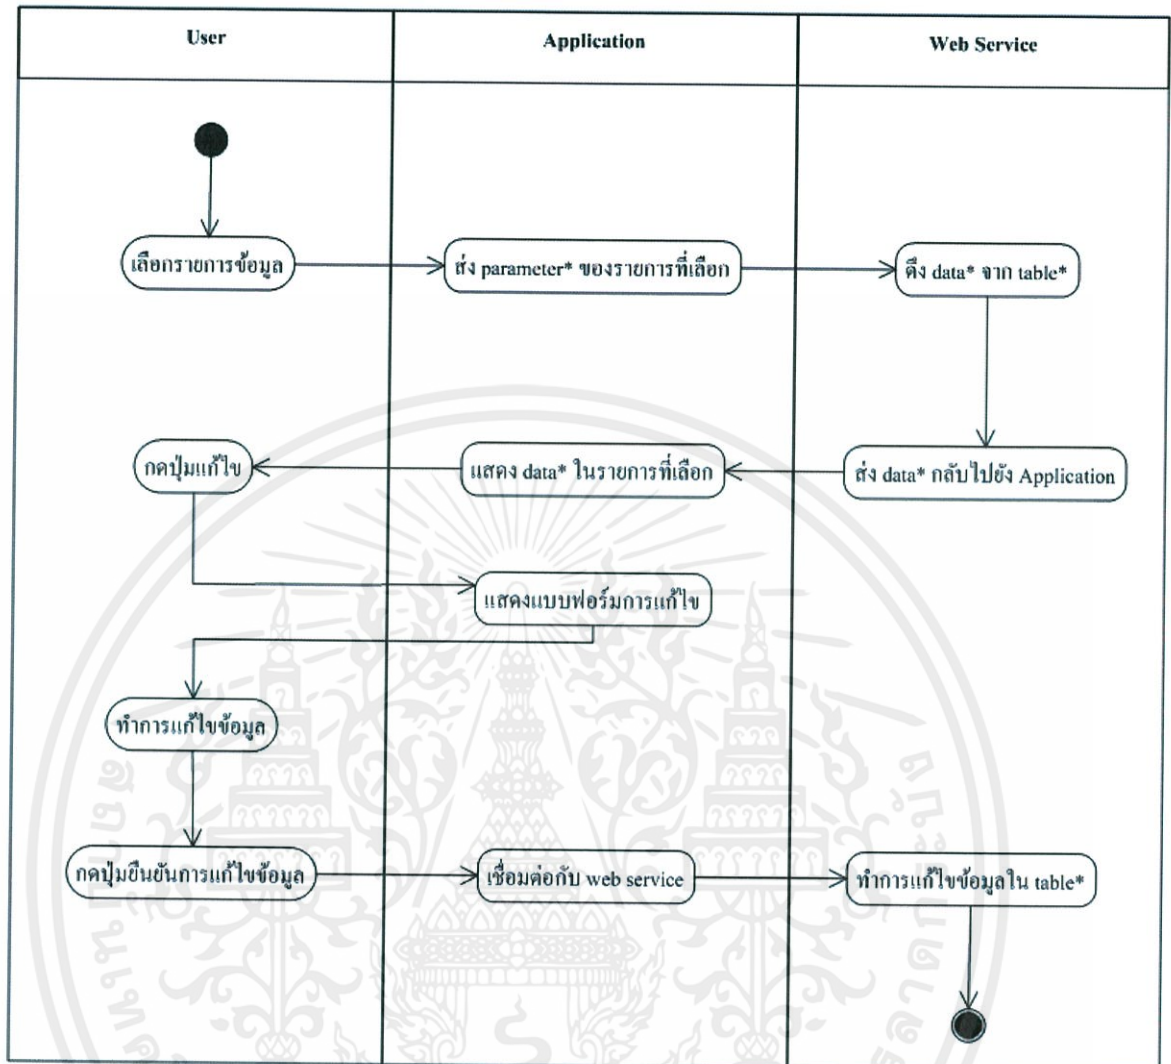 User
Application
Web Service
เลือกรายการข้อมูล
ส่ง parameter* ของรายการที่เลือก
ดึง data* จาก table*
กดปุ่มแก้ไข
แสดง data* ในรายการที่เลือก
ส่ง data* กลับไปยัง Application
แสดงแบบฟอร์มการแก้ไข
ทำการแก้ไขข้อมูล
กดปุ่มยืนยันการแก้ไขข้อมูล
เชื่อมต่อกับ web service
ทำการแก้ไขข้อมูลใน table*